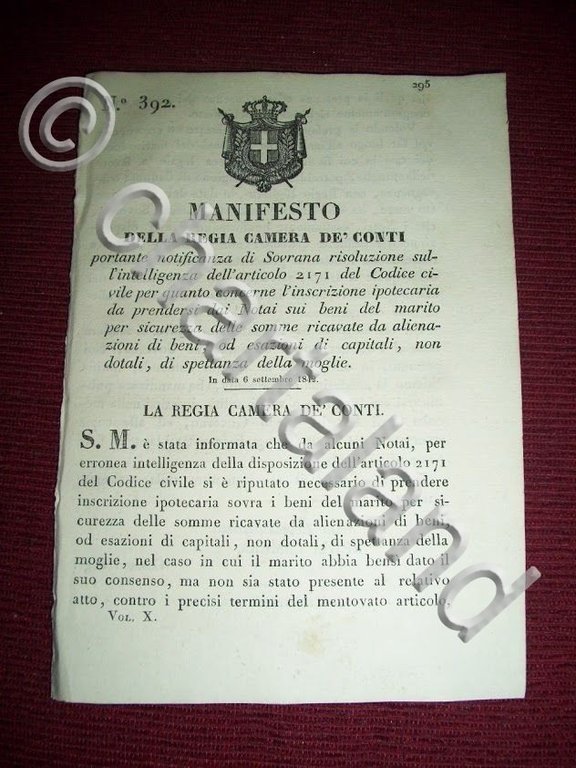 N.º 392.
295
MANIFESTO
DELLA REGIA CAMERA DE' CONTI
portante notificanza di Sovrana risoluzione sul-
l'intelligenza dell'articolo 2171 del Codice ci-
vile per quanto concerne l'inscrizione ipotecaria
da prendersi dai Notai sui beni del marito
per sicurezza delle somme ricavate da aliena-
zioni di beni, od esazioni di capitali, non
dotali, di spettanza della moglie.
In data 6 settembre 1842.
LA REGIA CAMERA DE' CONTI.
S. M. è stata informata che da alcuni Notai, per
erronea intelligenza della disposizione dell'articolo 2171
del Codice civile si è riputato necessario di prendere
inscrizione ipotecaria sovra i beni del marito per si-
curezza delle somme ricavate da alienazioni di beni,
od esazioni di capitali, non dotali, di spettanza della
moglie, nel caso in cui il marito abbia bensì dato il
suo consenso, ma non sia stato presente al relativo
atto, contro i precisi termini del mentovato articolo,
VOL. X.
© Cartaland